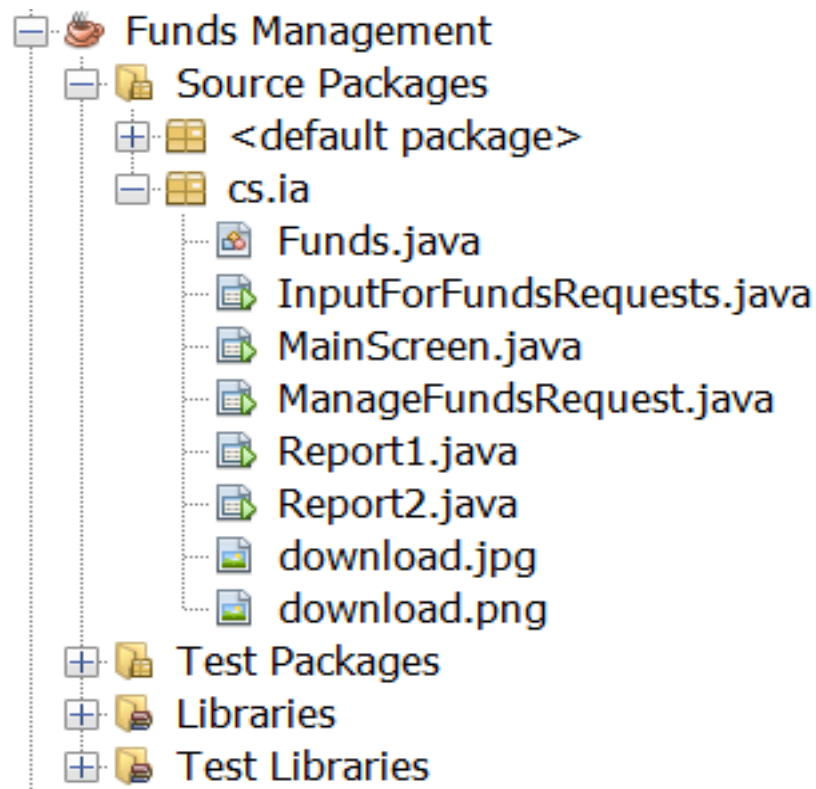 Funds Management
Source Packages
<default package>
cs.ia
Funds.java
InputForFundsRequests.java
MainScreen.java
ManageFundsRequest.java
Report1.java
Report2.java
download.jpg
download.png
Test Packages
Libraries
Test Libraries